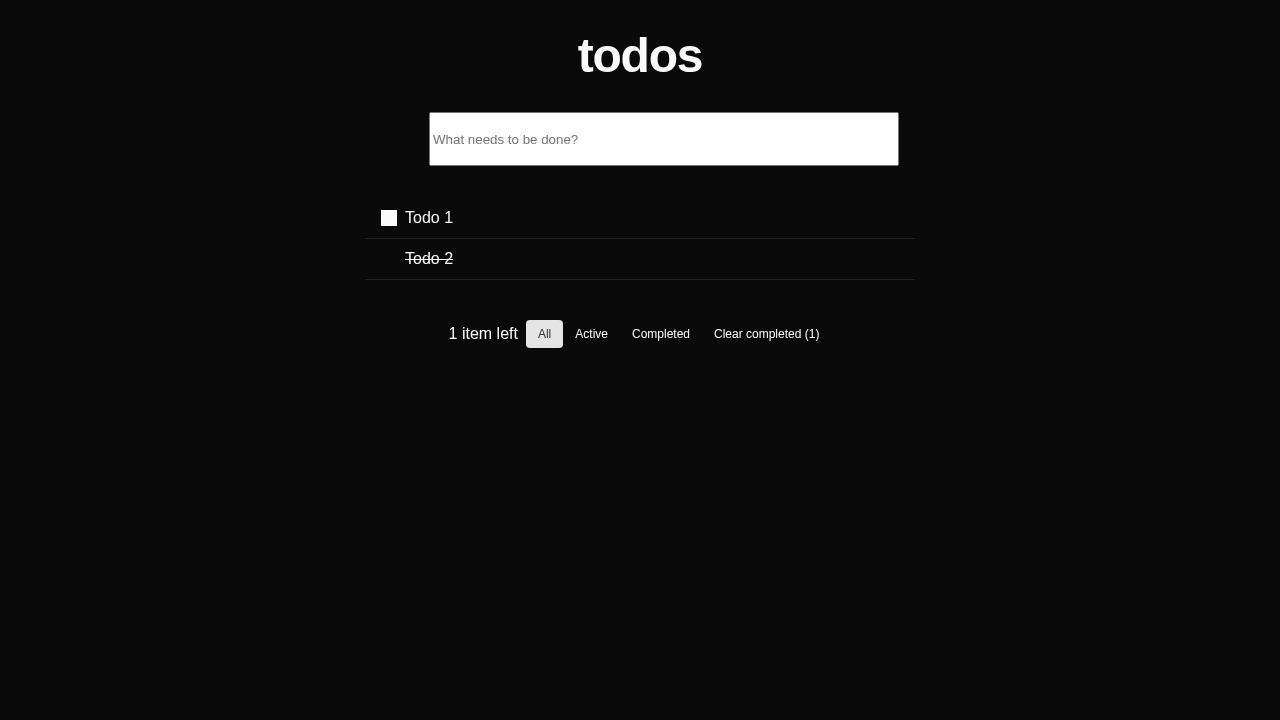 todos
What needs to be done?
Todo 1
Todo 2
1 item left All Active Completed Clear completed (1)